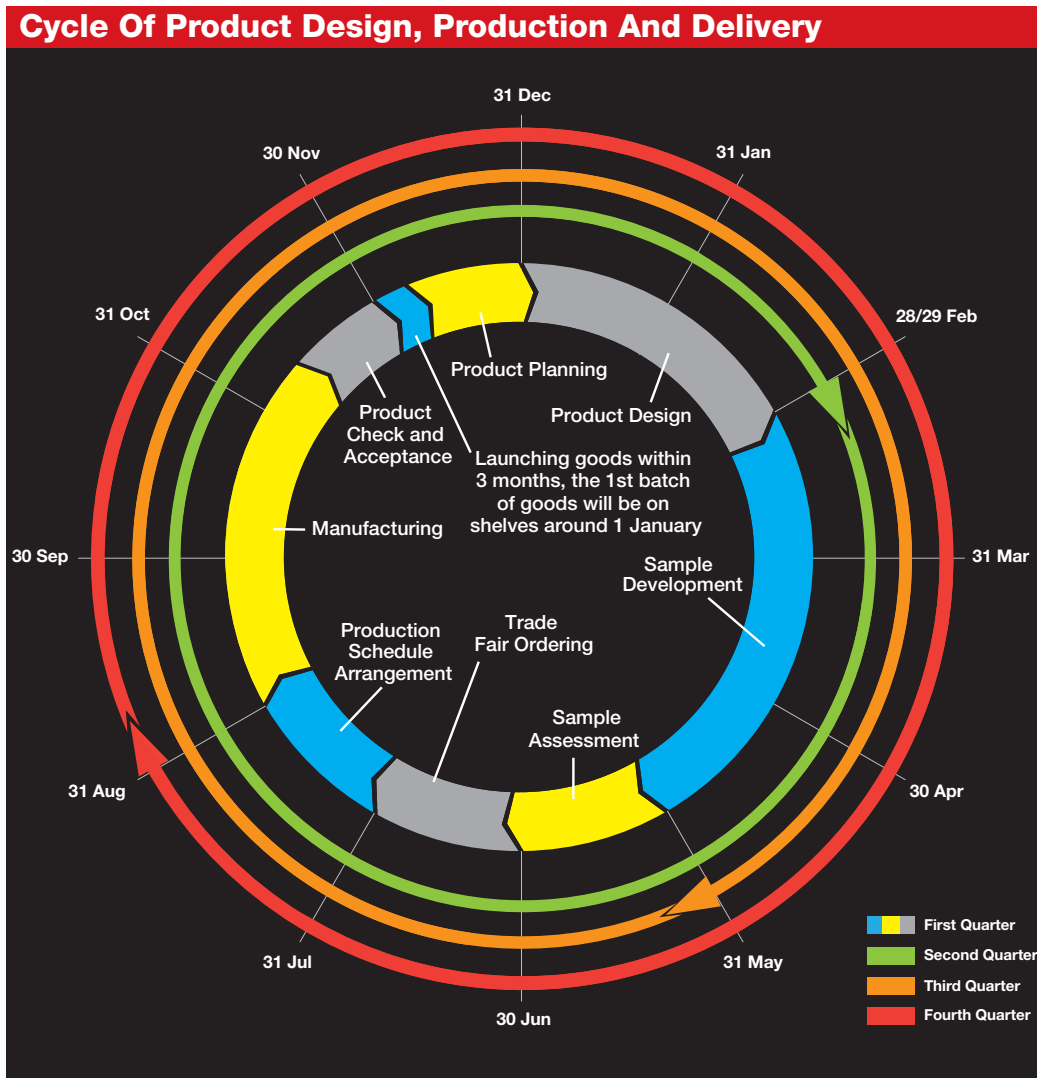 Cycle Of Product Design, Production And Delivery
31 Dec
30 Nov
31 Jan
31 Oct
28/29 Feb
Product Planning
Product Design
Product
Check and
Acceptance
Launching goods within
3 months, the 1st batch
of goods will be on
shelves around 1 January
Manufacturing
30 Sep
31 Mar
Sample
Development
Trade
Fair Ordering
Production
Schedule
Arrangement
Sample
Assessment
31 Aug
30 Apr
31 Jul
31 May
30 Jun
First Quarter
Second Quarter
Third Quarter
Fourth Quarter